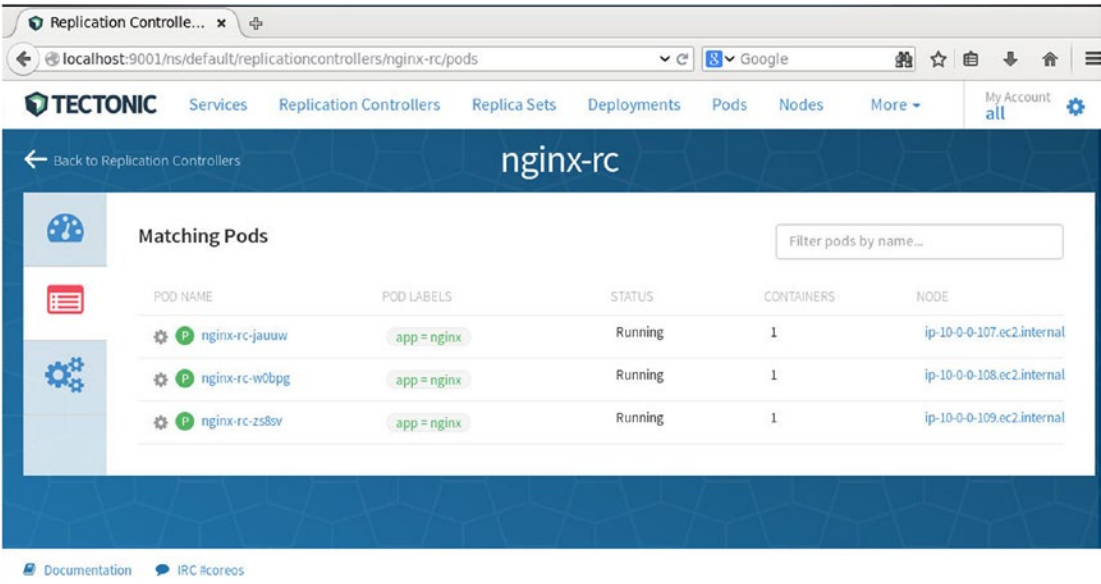 Replication Controlle... ×
localhost:9001/ns/default/replicationcontrollers/nginx-rc/pods
Google
TECTONIC Services Replication Controllers Replica Sets Deployments Pods Nodes More My Account all
Back to Replication Controllers
nginx-rc
Matching Pods
Filter pods by name...
POD NAME POD LABELS STATUS CONTAINERS NODE
P nginx-rc-jauuw app = nginx Running 1 ip-10-0-0-107.ec2.internal
P nginx-rc-w0bpg app = nginx Running 1 ip-10-0-0-108.ec2.internal
P nginx-rc-zs8sv app = nginx Running 1 ip-10-0-0-109.ec2.internal
Documentation IRC #coreos